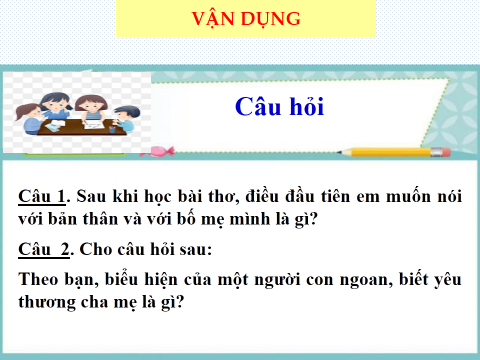 VẬN DỤNG
Câu hỏi
Câu 1. Sau khi học bài thơ, điều đầu tiên em muốn nói
với bản thân và với bố mẹ mình là gì?
Câu 2. Cho câu hỏi sau:
Theo bạn, biểu hiện của một người con ngoan, biết yêu
thương cha mẹ là gì?